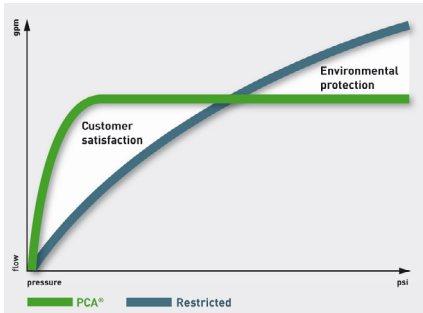 gpm
Environmental
protection
Customer
satisfaction
flow
pressure
psi
PCA®
Restricted